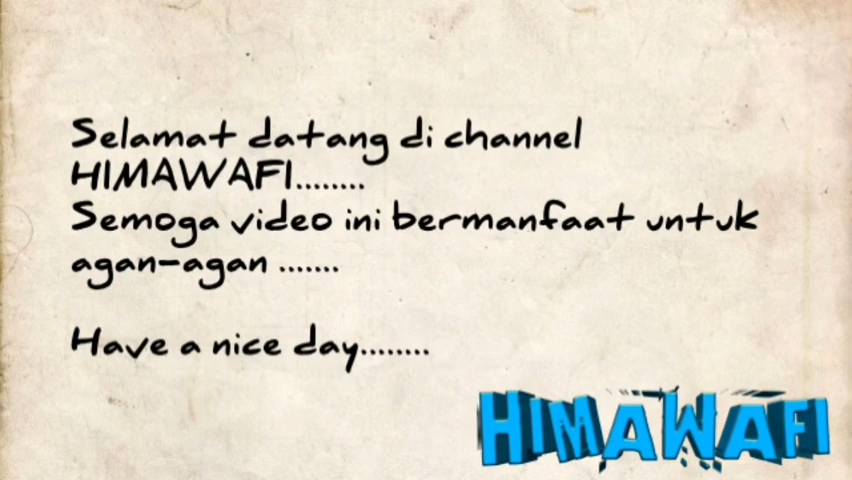 Selamat datang di channel
HIMAWAFI........
Semoga video ini bermanfaat untuk
agan-agan .......
Have a nice day........
HIMAWAFI